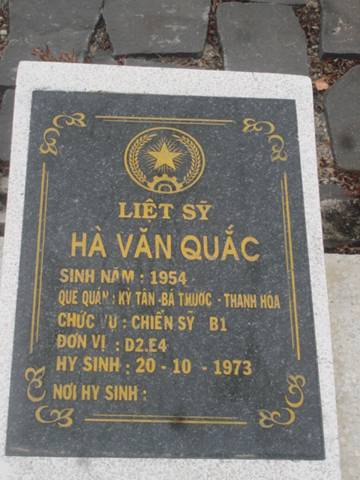 LIỆT SỸ
HÀ VĂN QUẮC
SINH NĂM : 1954
QUÊ QUÁN : KỲ TÂN -BÁ THƯỚC - THANH HÓA
CHỨC VỤ : CHIẾN SỸ B1
ĐƠN VỊ : D2.E4
HY SINH : 20 - 10 - 1973
NƠI HY SINH :